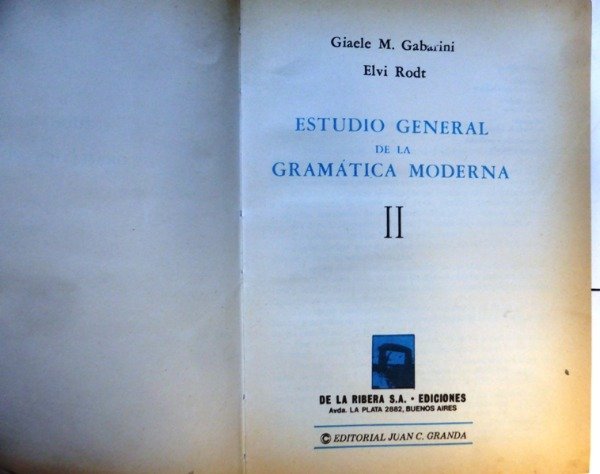 Giaele M. Gabarini
Elvi Rodt
ESTUDIO GENERAL
DE LA
GRAMÁTICA MODERNA
II
DE LA RIBERA S.A. • EDICIONES
Avda. LA PLATA 2882, BUENOS AIRES
© EDITORIAL JUAN C. GRANDA